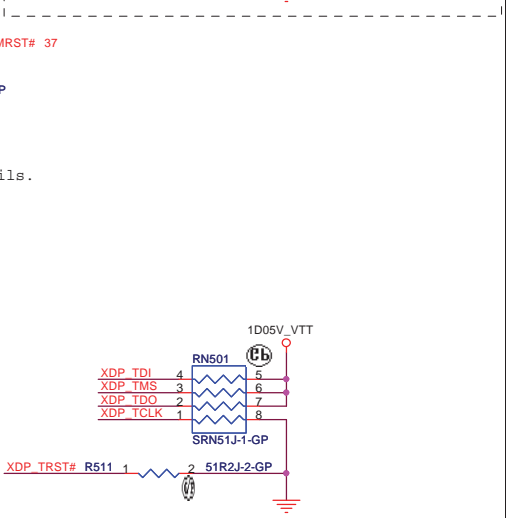 MRST# 37
P
ils.
1D05V_VTT
RN501
XDP_TDI 4 5
XDP_TMS 3 6
XDP_TDO 2 7
XDP_TCLK 1 8
SRN51J-1-GP
XDP_TRST# R511 1 2 51R2J-2-GP